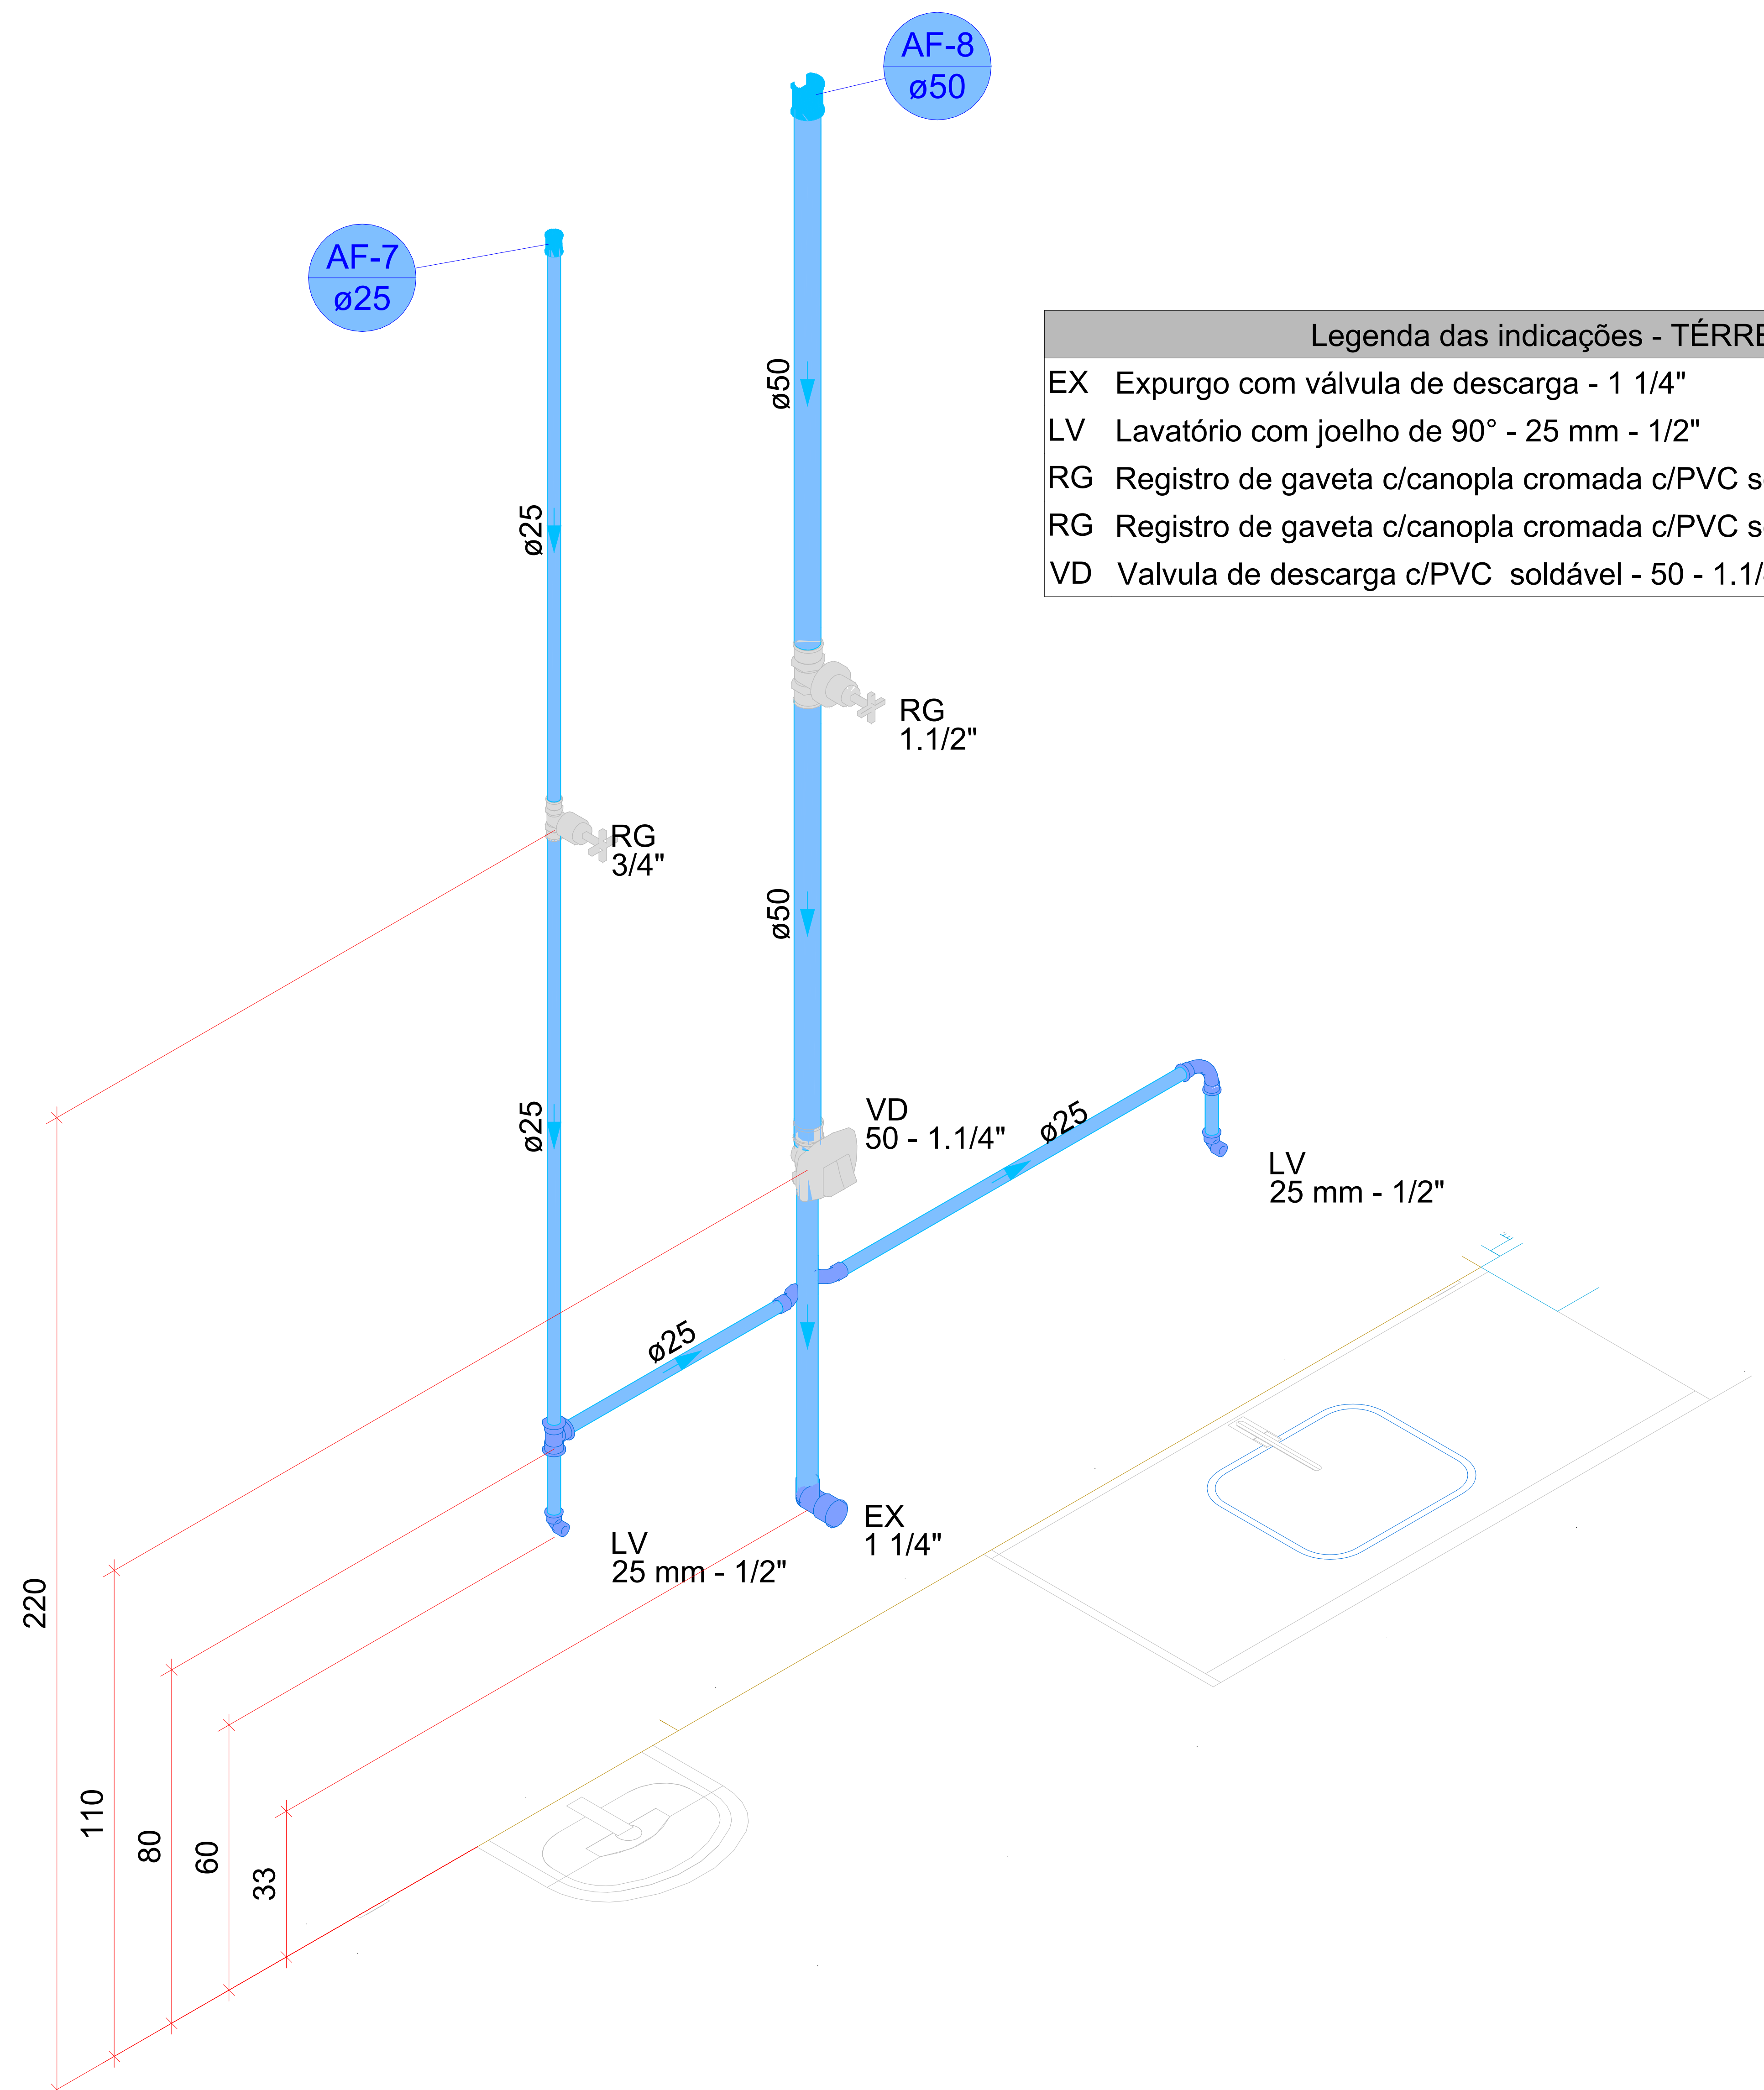 AF-8
ø50
AF-7
ø25
Legenda das indicações - TÉRRE
EX Expurgo com válvula de descarga - 1 1/4"
LV Lavatório com joelho de 90° - 25 mm - 1/2"
RG Registro de gaveta c/canopla cromada c/PVC s
RG Registro de gaveta c/canopla cromada c/PVC s
VD Valvula de descarga c/PVC soldável - 50 - 1.1/
ø50
ø25
RG
1.1/2"
RG
3/4"
ø50
ø25
VD
50 - 1.1/4"
ø25
LV
25 mm - 1/2"
ø25
EX
1 1/4"
LV
25 mm - 1/2"
220
110
80
60
33